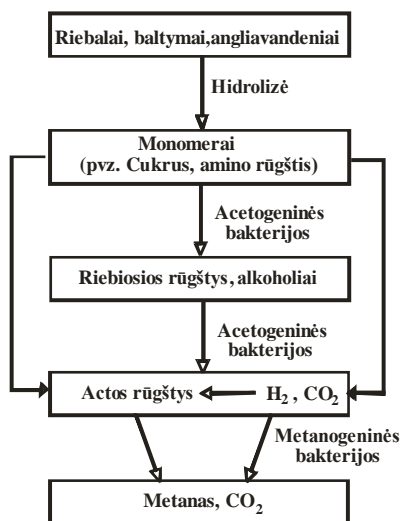 Riebalai, baltymai,angliavandeniai
Hidrolizė
Monomerai
(pvz. Cukrus, amino rūgštis)
Acetogeninės
bakterijos
Riebiosios rūgštys, alkoholiai
Acetogeninės
bakterijos
Actos rūgštys H₂ , CO₂
Metanogeninės
bakterijos
Metanas, CO₂